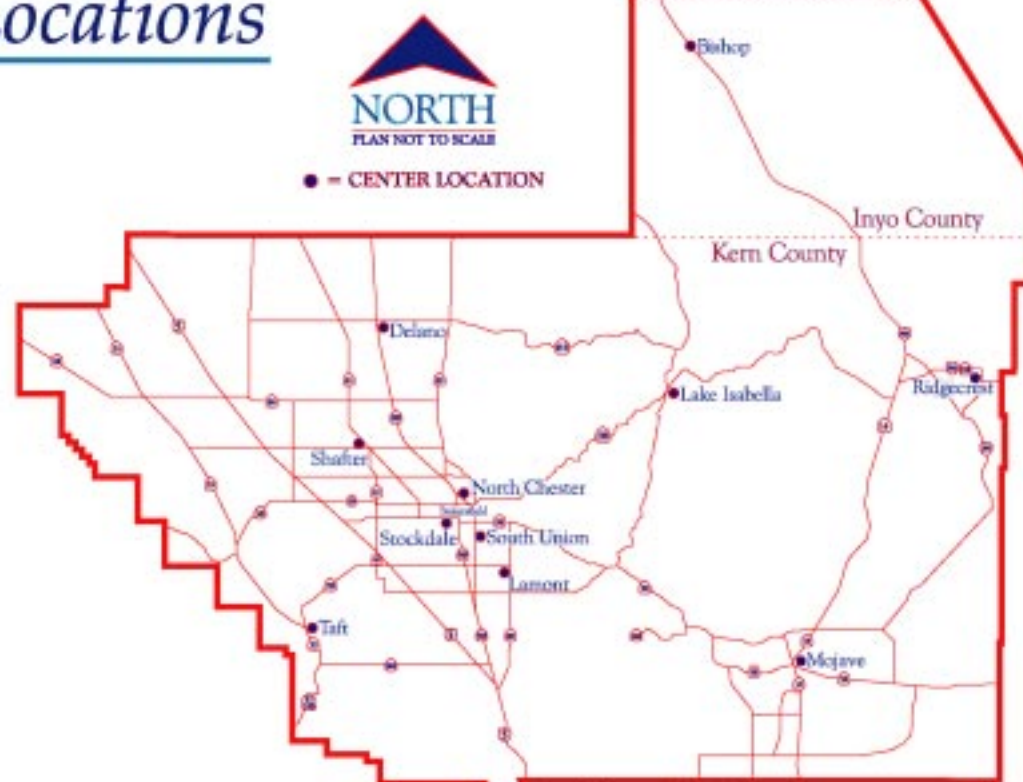 ocations
NORTH
PLAN NOT TO SCALE
= CENTER LOCATION
Bishop
Inyo County
Kern County
Delano
Ridgecrest
Lake Isabella
Shafter
North Chester
Stockdale
South Union
Lamont
Taft
Mojave